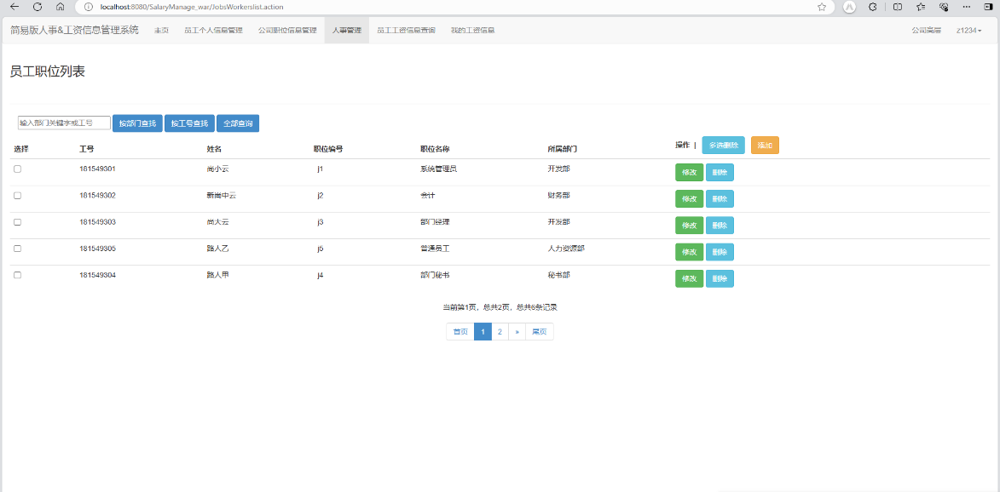 localhost:8080/SalaryManage_war/JobsWorkerslist.action
简易版人事&工资信息管理系统 主页 员工个人信息管理 公司职位信息管理 人事管理 员工工资信息查询 我的工资信息 公司高层 z1234
员工职位列表
输入部门关键字或工号 按部门查找 按工号查找 全部查询
选择 工号 姓名 职位编号 职位名称 所属部门 操作 | 多选删除 添加
181549301 尚小云 j1 系统管理员 开发部 修改 删除
181549302 新尚中云 j2 会计 财务部 修改 删除
181549303 尚大云 j3 部门经理 开发部 修改 删除
181549305 路人乙 j5 普通员工 人力资源部 修改 删除
181549304 路人甲 j4 部门秘书 秘书部 修改 删除
当前第1页，总共2页，总共6条记录
首页 1 2 » 尾页